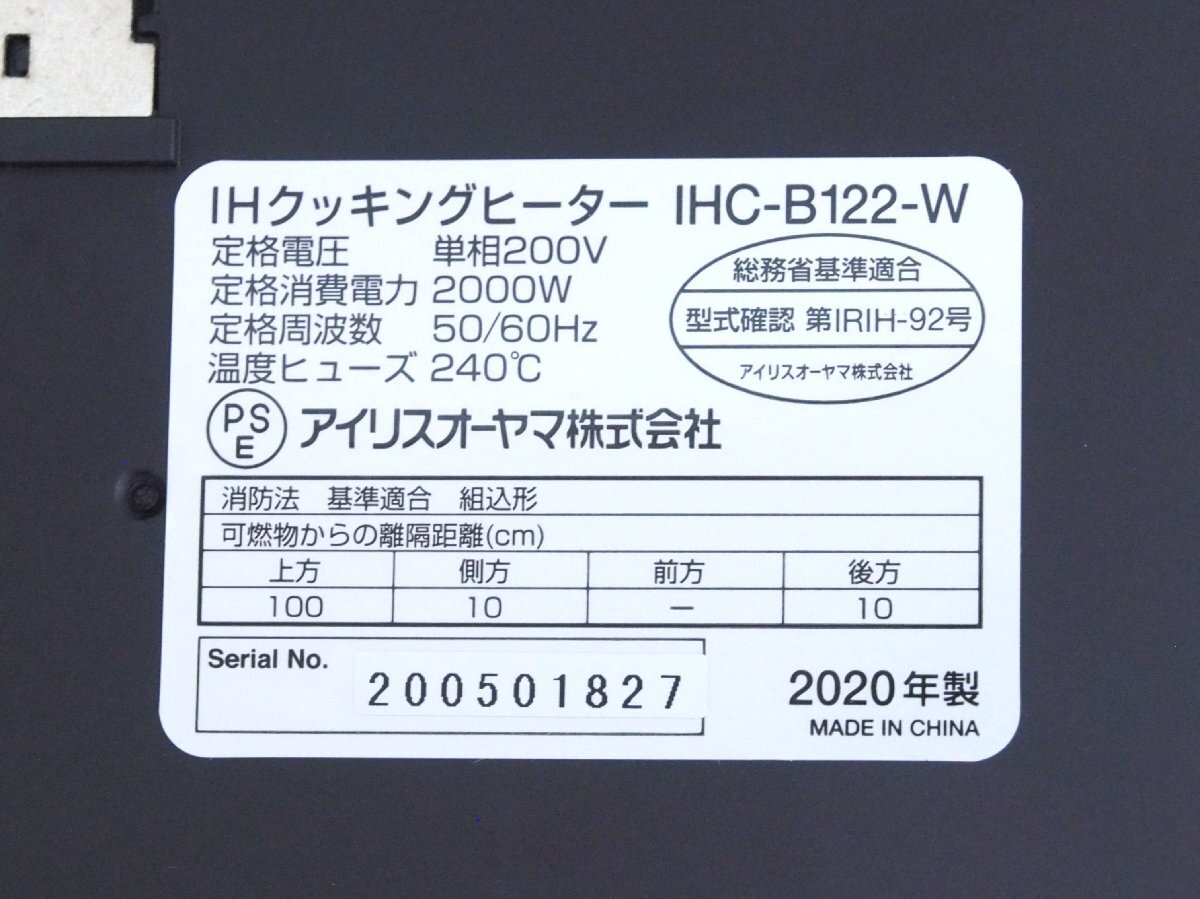 IHクッキングヒーター IHC-B122-W
定格電圧 単相200V
定格消費電力 2000W
定格周波数 50/60Hz
温度ヒューズ 240℃
総務省基準適合
型式確認 第IRIH-92号
アイリスオーヤマ株式会社
PSE アイリスオーヤマ株式会社
消防法 基準適合 組込形
可燃物からの離隔距離(cm)
上方 側方 前方 後方
100 10 − 10
Serial No. 200501827
2020年製
MADE IN CHINA